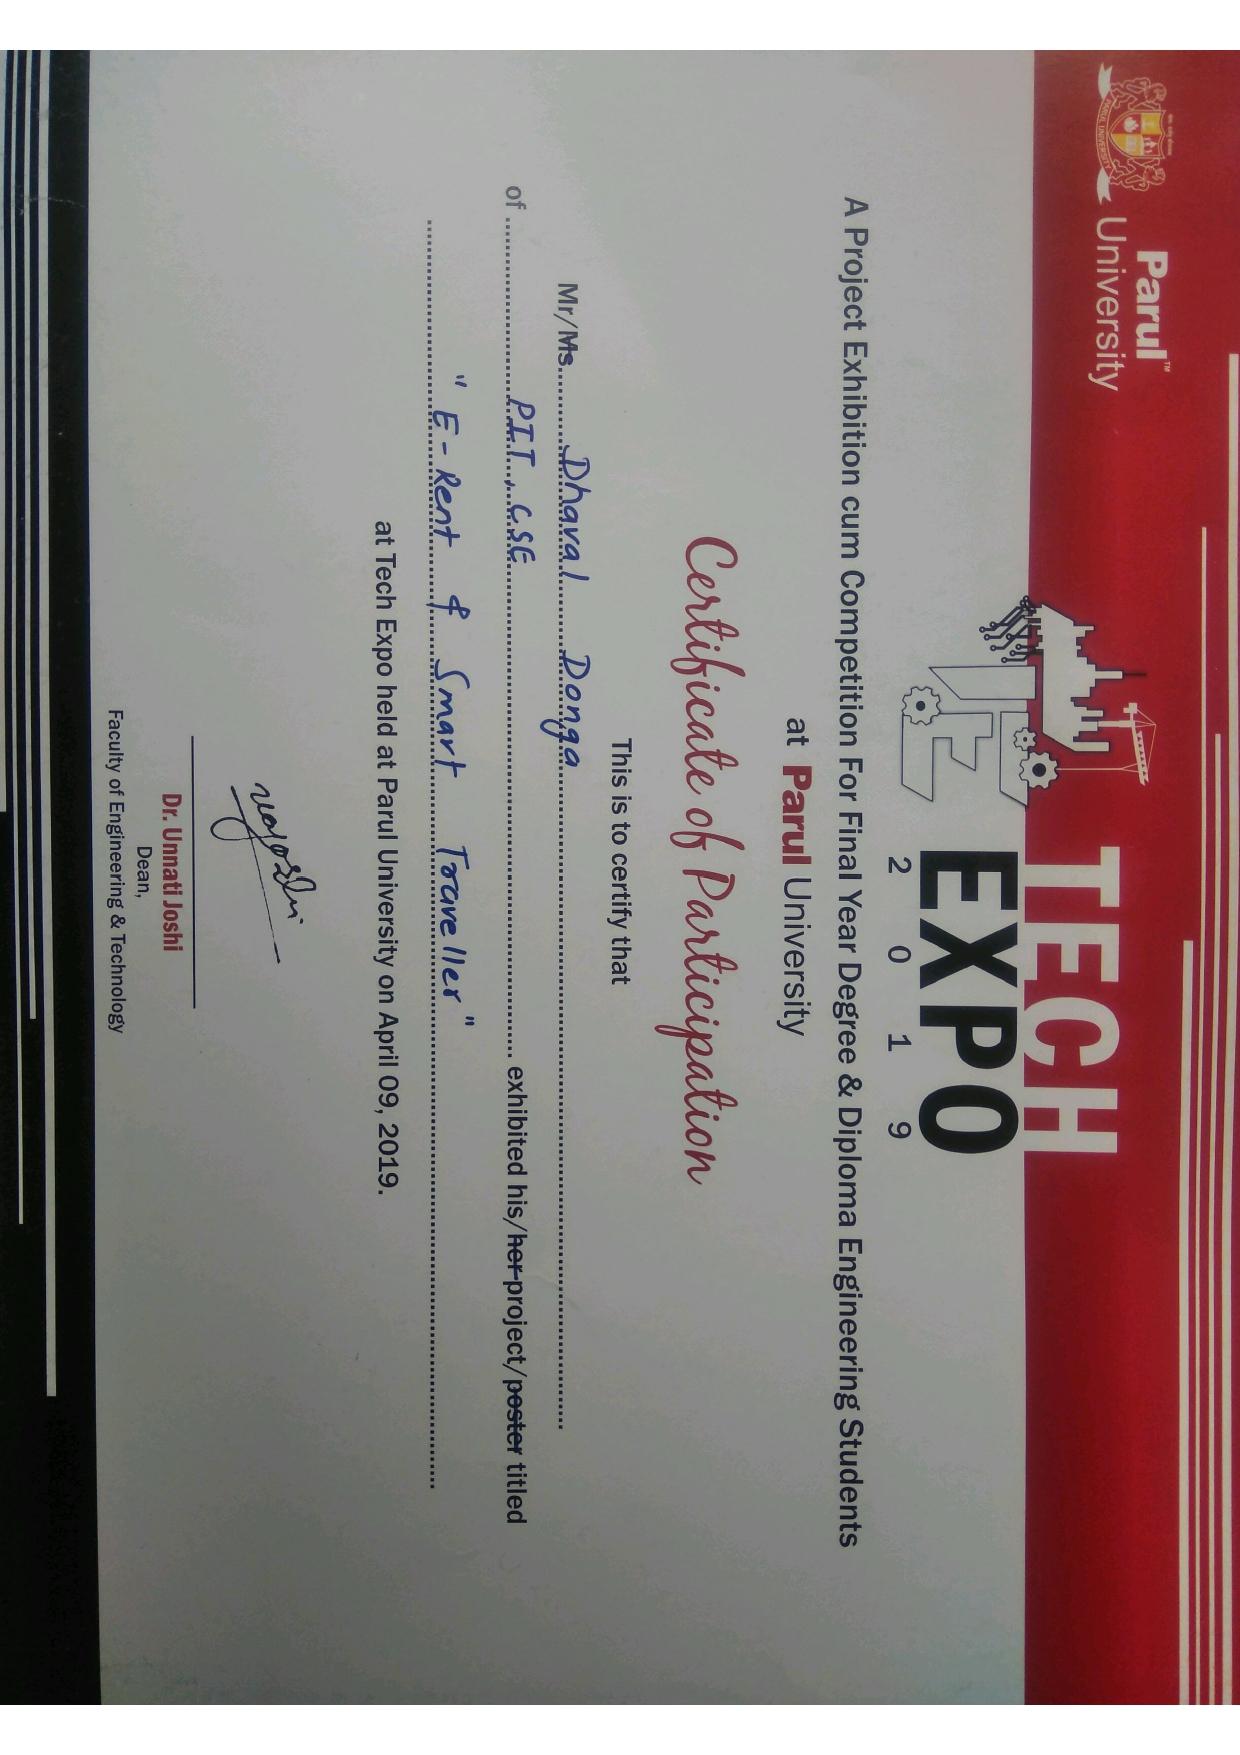 Parul™
University
PARUL UNIVERSITY
TECH
EXPO
2019
A Project Exhibition cum Competition For Final Year Degree & Diploma Engineering Students
at Parul University
Certificate of Participation
This is to certify that
Mr/Ms Dhaval Donga
of P.I.T, CSE exhibited his/her project/poster titled
"E-Rent & Smart Traveller"
at Tech Expo held at Parul University on April 09, 2019.
Dr. Unnati Joshi
Dean,
Faculty of Engineering & Technology